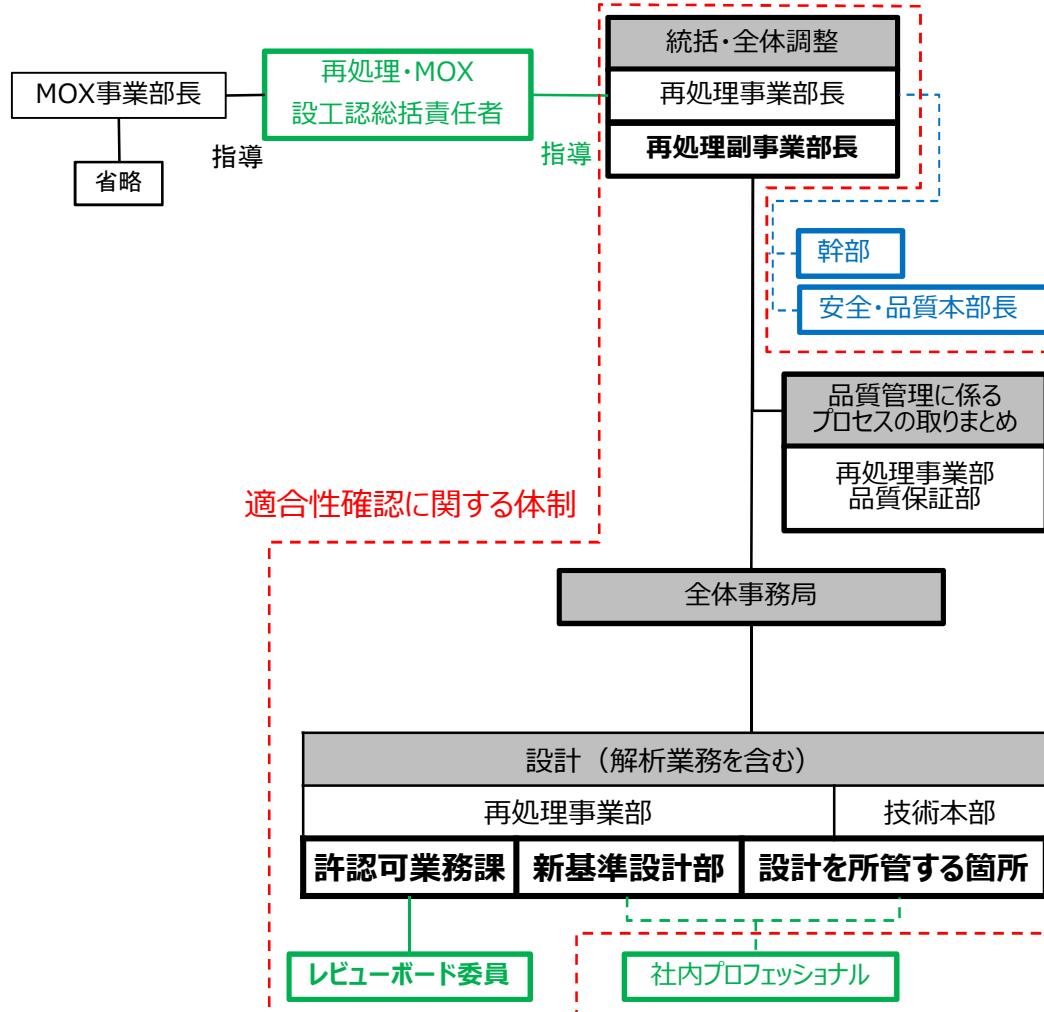 統括・全体調整
再処理事業部長
再処理副事業部長
再処理・MOX
設工認総括責任者
MOX事業部長
指導
指導
省略
幹部
安全・品質本部長
品質管理に係る
プロセスの取りまとめ
再処理事業部
品質保証部
適合性確認に関する体制
全体事務局
設計（解析業務を含む）
再処理事業部
技術本部
許認可業務課
新基準設計部
設計を所管する箇所
レビューボード委員
社内プロフェッショナル